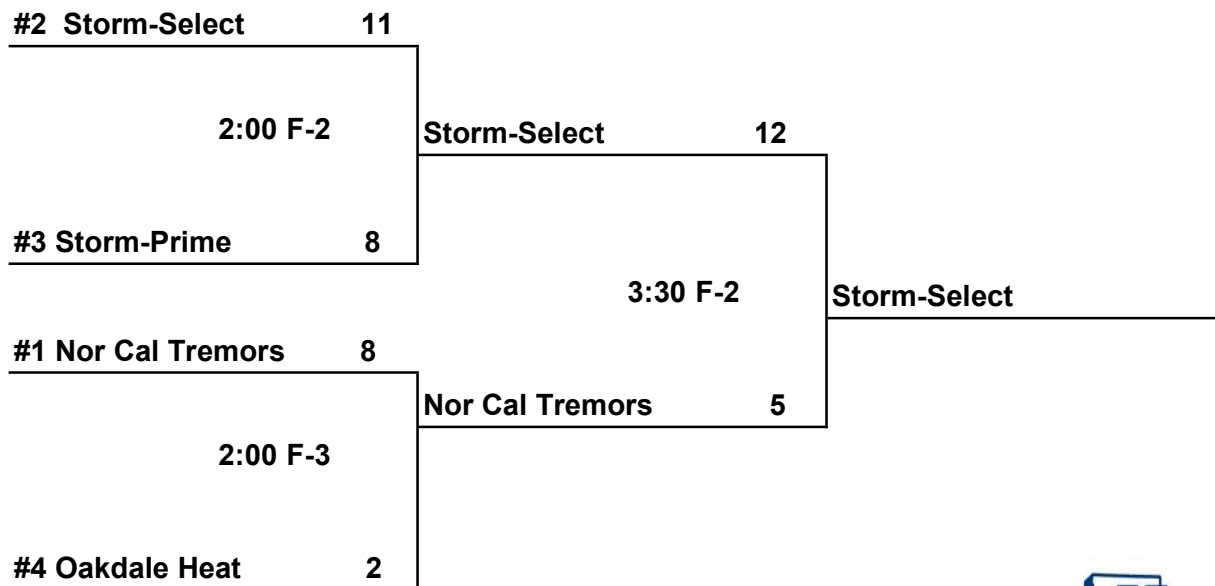 #2 Storm-Select 11
2:00 F-2
Storm-Select 12
#3 Storm-Prime 8
3:30 F-2
Storm-Select
#1 Nor Cal Tremors 8
Nor Cal Tremors 5
2:00 F-3
#4 Oakdale Heat 2